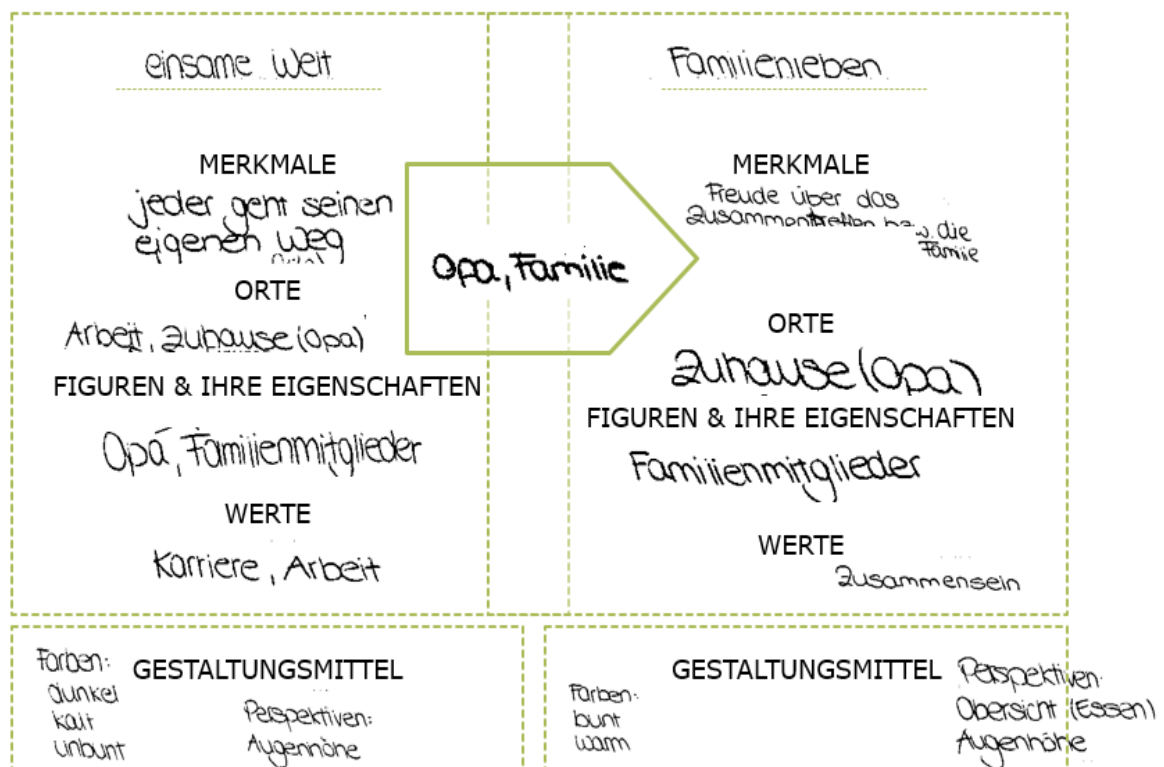 einsame Welt
MERKMALE
jeder geht seinen
eigenen Weg
ORTE
Arbeit, Zuhause (Opa)
FIGUREN & IHRE EIGENSCHAFTEN
Opa, Familienmitglieder
WERTE
Karriere, Arbeit
Opa, Familie
Familienleben
MERKMALE
Freude über das
Zusammentreffen bzw. die
Familie
ORTE
Zuhause (Opa)
FIGUREN & IHRE EIGENSCHAFTEN
Familienmitglieder
WERTE
Zusammensein
GESTALTUNGSMITTEL
Farben:
dunkel
kalt
unbunt
Perspektiven:
Augenhöhe
GESTALTUNGSMITTEL
Farben:
bunt
warm
Perspektiven:
Obersicht (Essen)
Augenhöhe